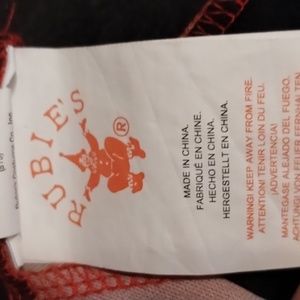 RUBIE'S
®
MADE IN CHINA.
FABRIQUÉ EN CHINE.
HECHO EN CHINA.
HERGESTELLT EN CHINA.
WARNING! KEEP AWAY FROM FIRE.
ATTENTION! TENIR LOIN DU FEU.
¡ADVERTENCIA!
MANTEGASE ALEJADO DEL FUEGO.